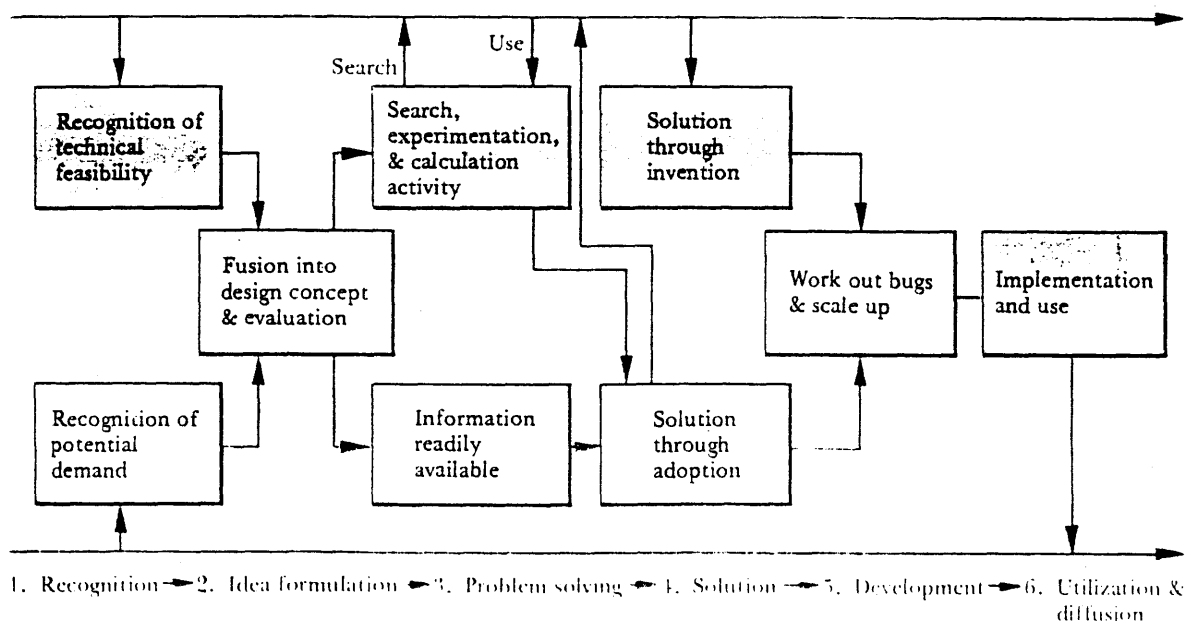 Use
Search
Recognition of
technical
feasibility
Search,
experimentation,
& calculation
activity
Solution
through
invention
Fusion into
design concept
& evaluation
Work out bugs
& scale up
Implementation
and use
Recognition of
potential
demand
Information
readily
available
Solution
through
adoption
1. Recognition → 2. Idea formulation → 3. Problem solving → 4. Solution → 5. Development → 6. Utilization &
diffusion